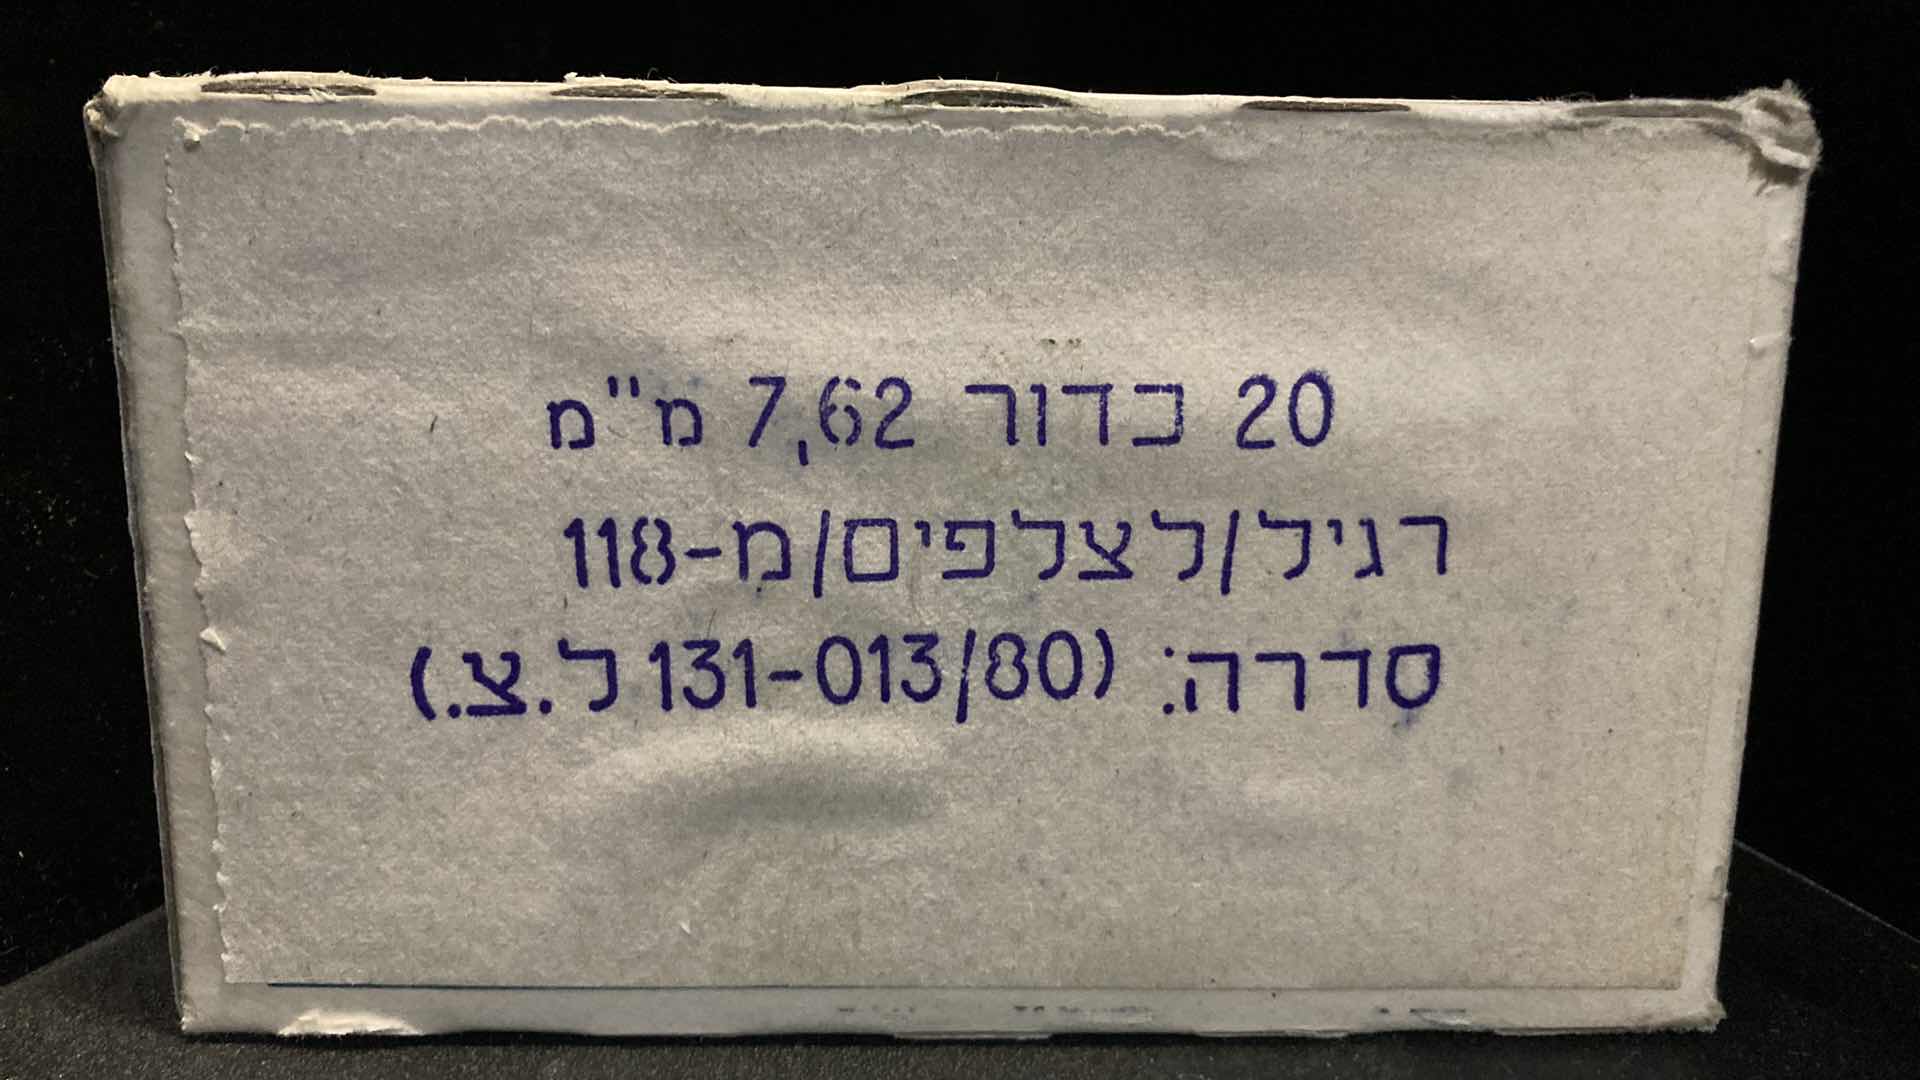 20 כדור 7,62 מ"מ
רגיל/לצלפים/מ-118
סדרה: (131-013/80 ל.צ.)